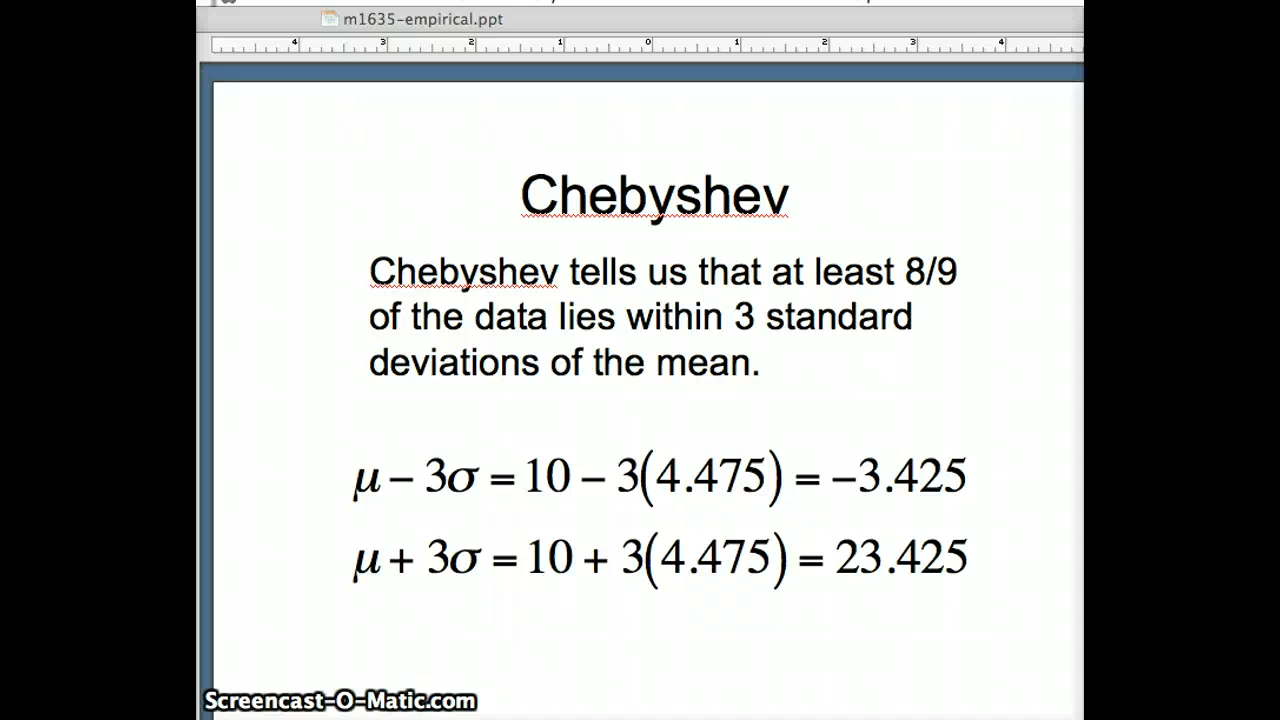 m1635-empirical.ppt
4 3 2 1 0 1 2 3 4
Chebyshev
Chebyshev tells us that at least 8/9
of the data lies within 3 standard
deviations of the mean.
μ − 3σ = 10 − 3(4.475) = −3.425
μ + 3σ = 10 + 3(4.475) = 23.425
Screencast-O-Matic.com